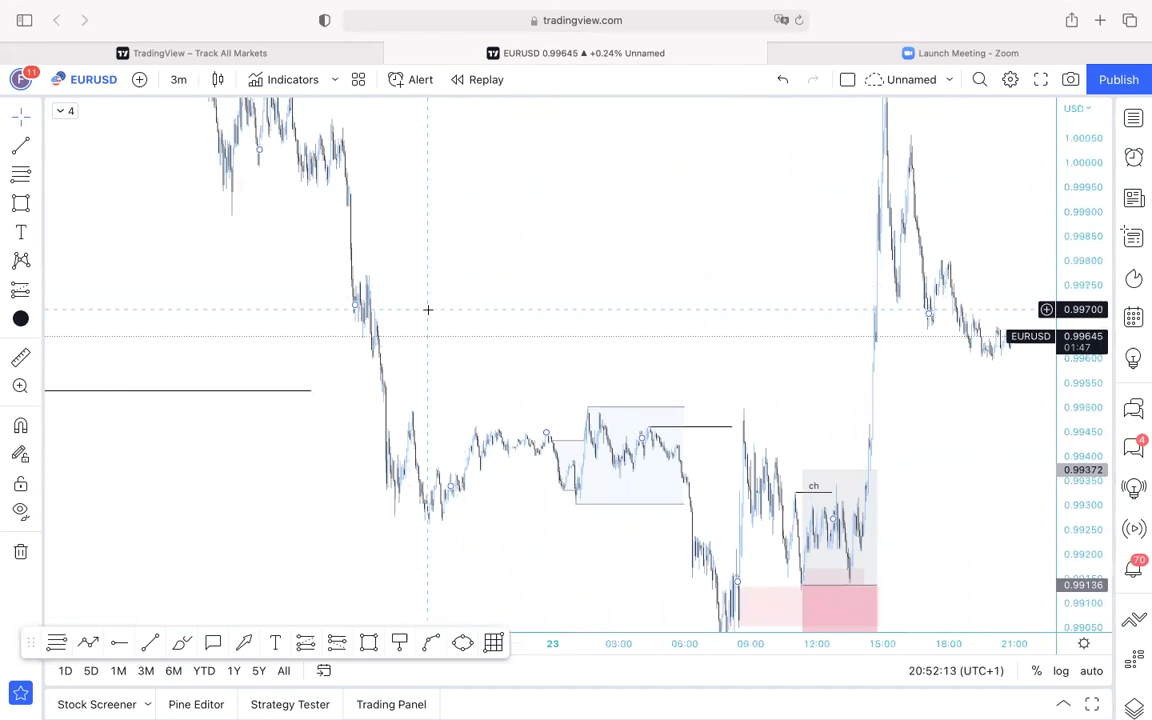 tradingview.com
TradingView – Track All Markets
EURUSD 0.99645 ▲ +0.24% Unnamed
Launch Meeting - Zoom
11
EURUSD
3m
Indicators
Alert
Replay
Unnamed
Publish
4
USD
1.00050
1.00000
0.99950
0.99900
0.99850
0.99800
0.99750
0.99700
EURUSD
0.99645
01:47
0.99600
0.99550
0.99500
0.99450
0.99400
0.99372
0.99350
0.99300
0.99250
0.99200
0.99136
0.99100
0.99050
ch
4
70
23
03:00
06:00
09:00
12:00
15:00
18:00
21:00
1D
5D
1M
3M
6M
YTD
1Y
5Y
All
20:52:13 (UTC+1)
%
log
auto
Stock Screener
Pine Editor
Strategy Tester
Trading Panel